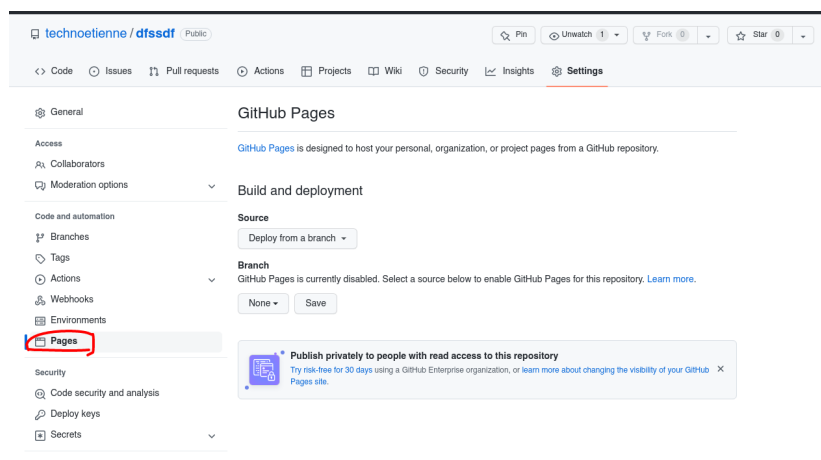 technoetienne / dfssdf Public
Pin Unwatch 1 Fork 0 Star 0
Code Issues Pull requests Actions Projects Wiki Security Insights Settings
General
Access
Collaborators
Moderation options
Code and automation
Branches
Tags
Actions
Webhooks
Environments
Pages
Security
Code security and analysis
Deploy keys
Secrets
GitHub Pages
GitHub Pages is designed to host your personal, organization, or project pages from a GitHub repository.
Build and deployment
Source
Deploy from a branch
Branch
GitHub Pages is currently disabled. Select a source below to enable GitHub Pages for this repository. Learn more.
None Save
Publish privately to people with read access to this repository
Try risk-free for 30 days using a GitHub Enterprise organization, or learn more about changing the visibility of your GitHub
Pages site.